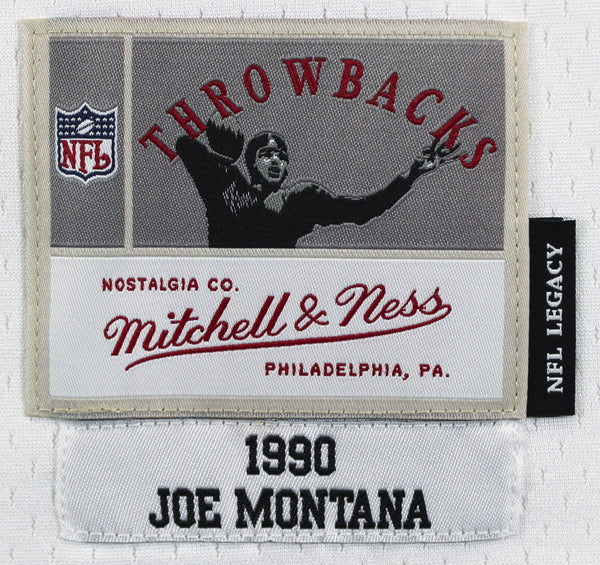 THROWBACKS
NFL
NOSTALGIA CO.
Mitchell & Ness
PHILADELPHIA, PA.
NFL LEGACY
1990
JOE MONTANA